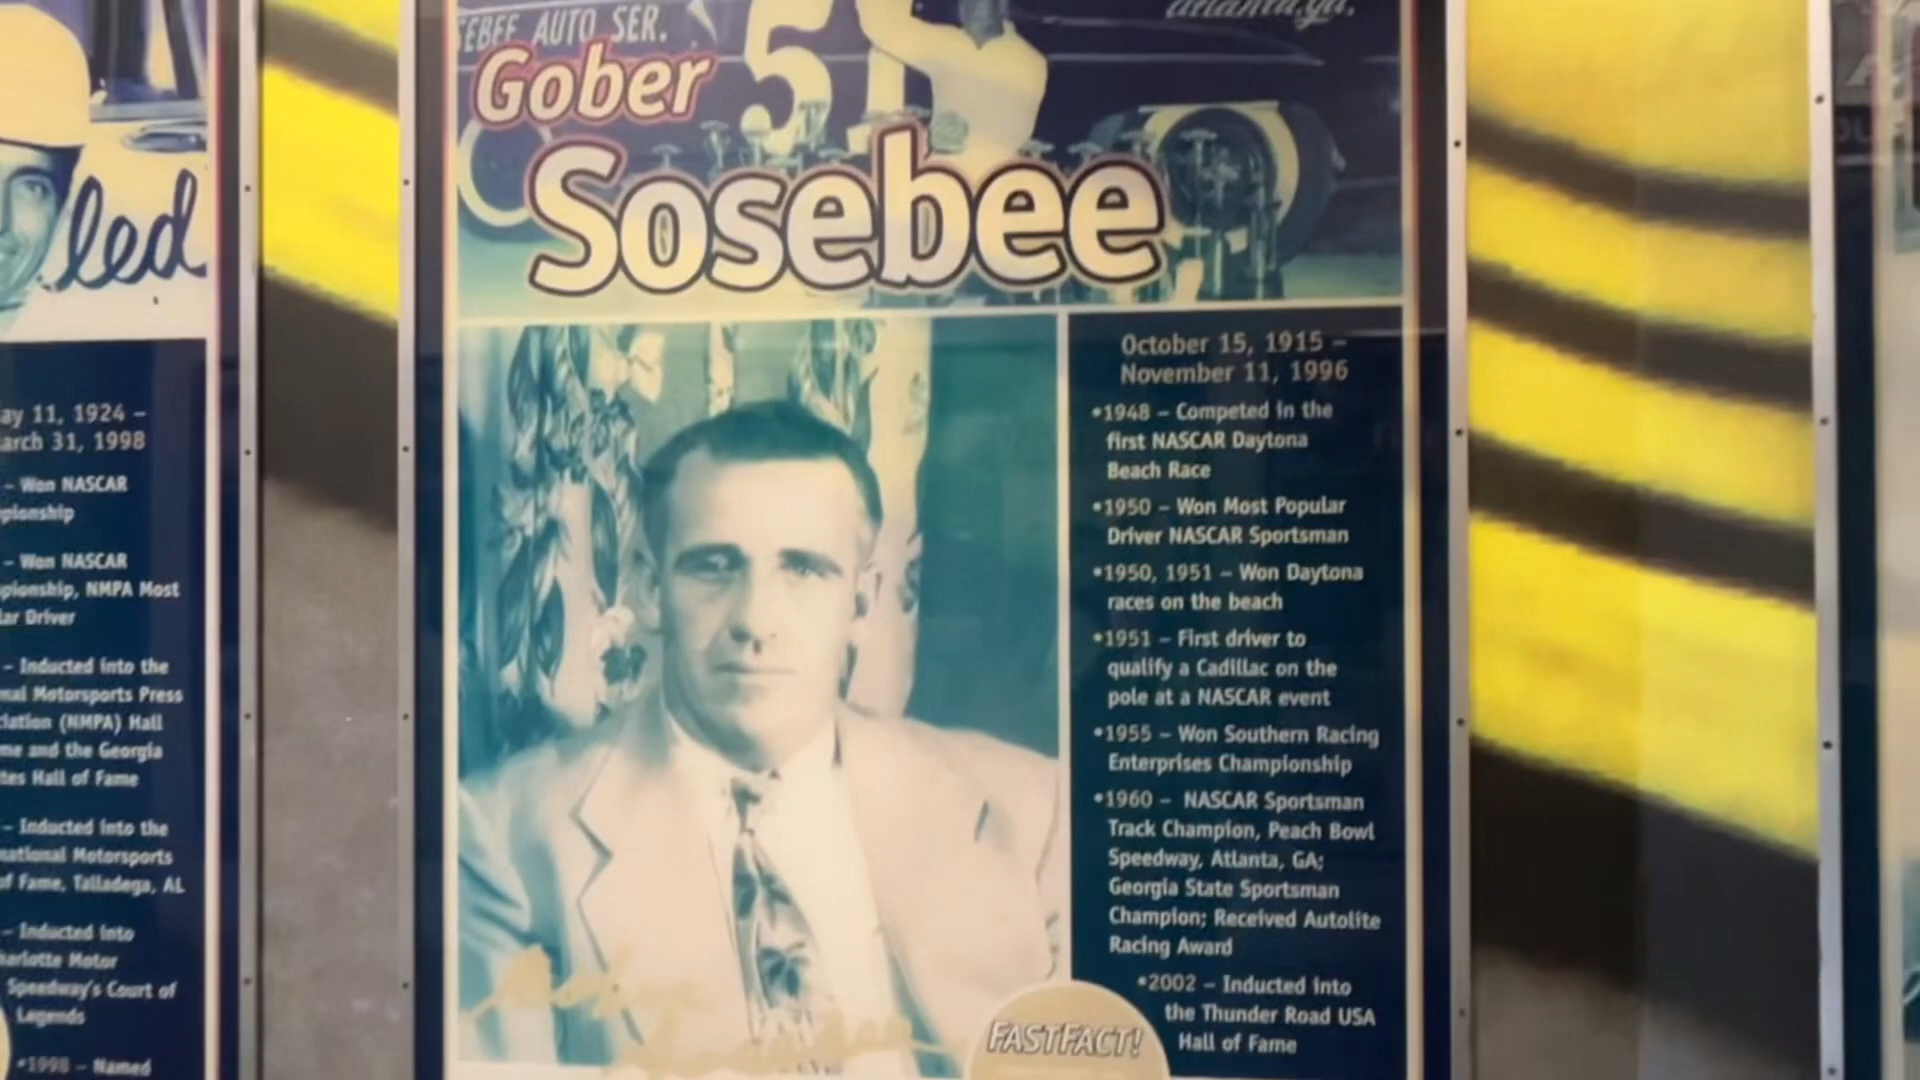 led
ay 11, 1924 –
arch 31, 1998
– Won NASCAR
pionship
– Won NASCAR
pionship, NMPA Most
lar Driver
– Inducted into the
nal Motorsports Press
ciation (NMPA) Hall
me and the Georgia
tes Hall of Fame
– Inducted into the
national Motorsports
of Fame, Talladega, AL
– Inducted into
harlotte Motor
Speedway's Court of
Legends
•1998 – Named
SEBEE AUTO SER.
51
atlanta, ga.
Gober
Sosebee
October 15, 1915 –
November 11, 1996
•1948 – Competed in the
first NASCAR Daytona
Beach Race
•1950 – Won Most Popular
Driver NASCAR Sportsman
•1950, 1951 – Won Daytona
races on the beach
•1951 – First driver to
qualify a Cadillac on the
pole at a NASCAR event
•1955 – Won Southern Racing
Enterprises Championship
•1960 – NASCAR Sportsman
Track Champion, Peach Bowl
Speedway, Atlanta, GA;
Georgia State Sportsman
Champion; Received Autolite
Racing Award
•2002 – Inducted into
the Thunder Road USA
Hall of Fame
FASTFACT!